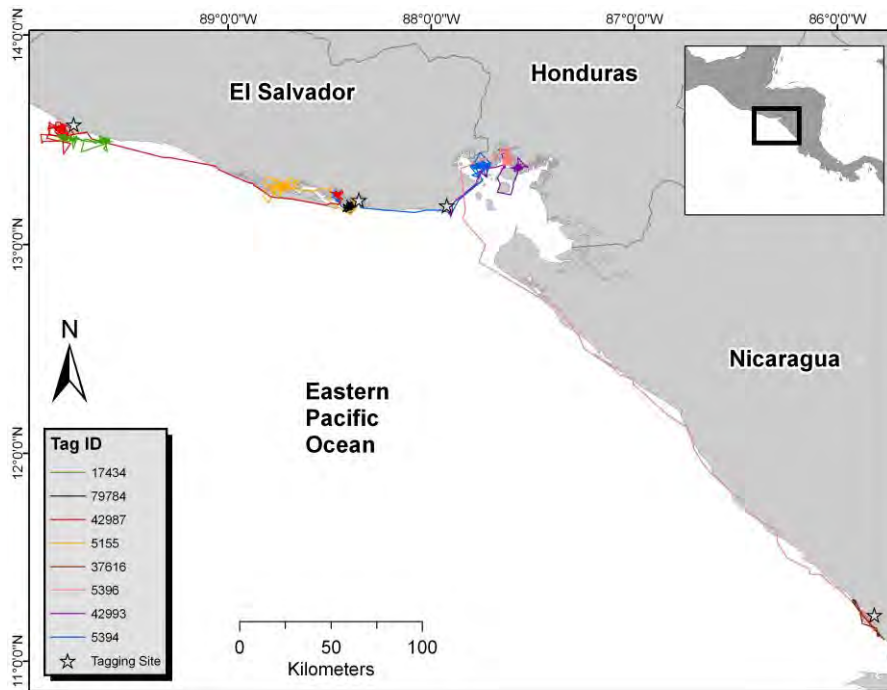 89°0'0"W 88°0'0"W 87°0'0"W 86°0'0"W
14°0'0"N
Honduras
El Salvador
13°0'0"N
N
Nicaragua
Eastern
Pacific
Ocean
12°0'0"N
Tag ID
17434
79784
42987
5155
37616
5396
42993
5394
Tagging Site
0 50 100
Kilometers
11°0'0"N